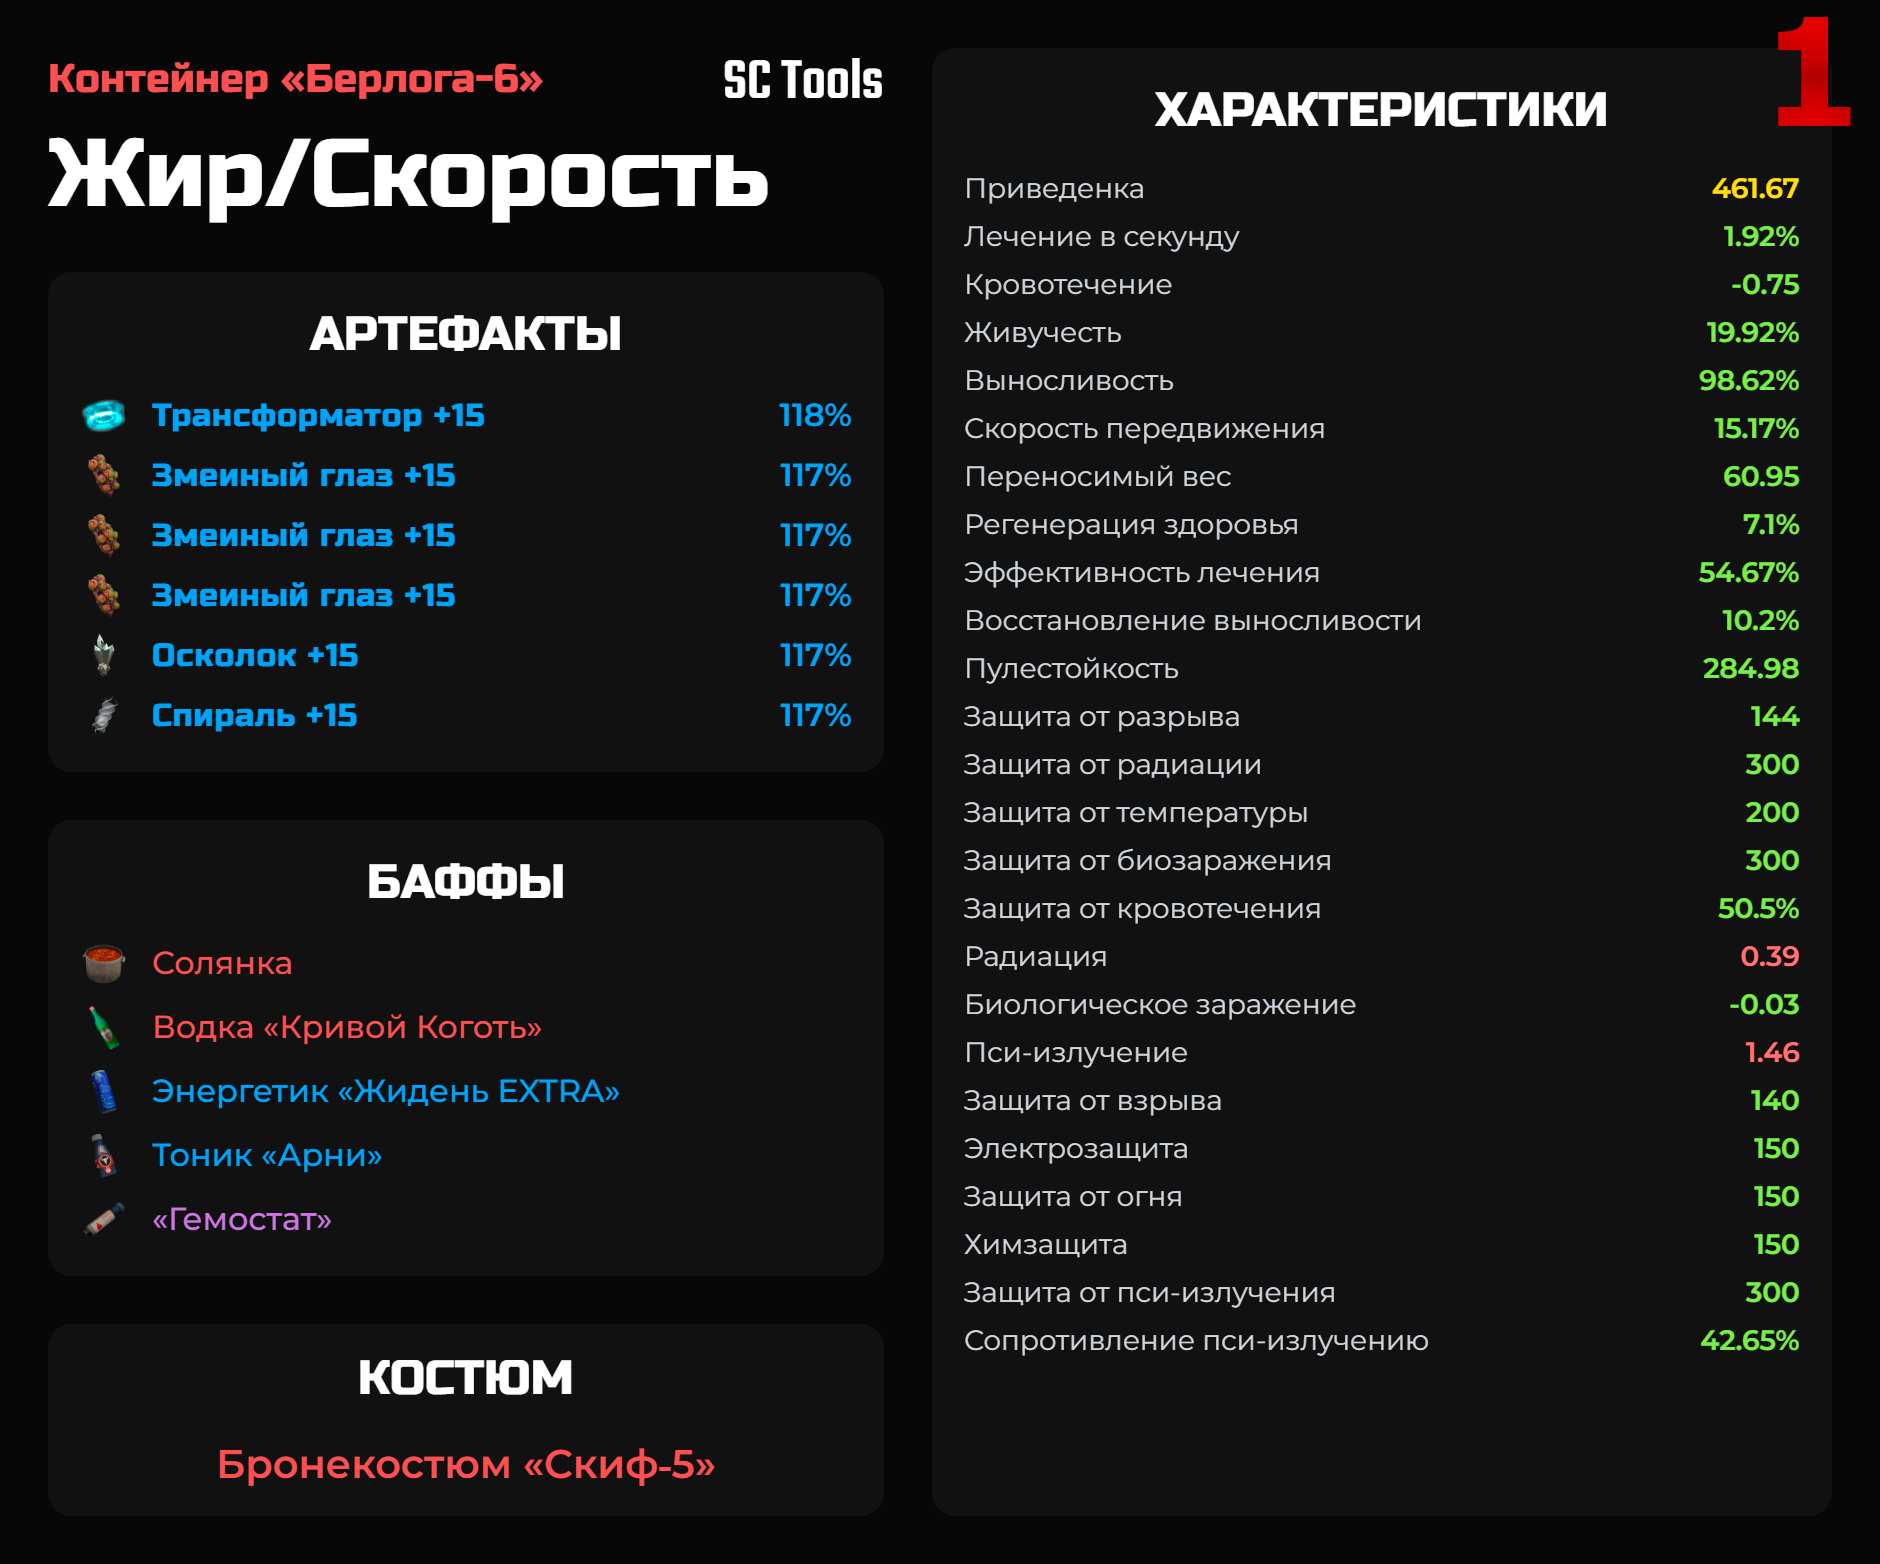 Контейнер «Берлога-6»
SC Tools
Жир/Скорость
АРТЕФАКТЫ
Трансформатор +15 118%
Змеиный глаз +15 117%
Змеиный глаз +15 117%
Змеиный глаз +15 117%
Осколок +15 117%
Спираль +15 117%
БАФФЫ
Солянка
Водка «Кривой Коготь»
Энергетик «Жидень EXTRA»
Тоник «Арни»
«Гемостат»
КОСТЮМ
Бронекостюм «Скиф-5»
1
ХАРАКТЕРИСТИКИ
Приведенка 461.67
Лечение в секунду 1.92%
Кровотечение -0.75
Живучесть 19.92%
Выносливость 98.62%
Скорость передвижения 15.17%
Переносимый вес 60.95
Регенерация здоровья 7.1%
Эффективность лечения 54.67%
Восстановление выносливости 10.2%
Пулестойкость 284.98
Защита от разрыва 144
Защита от радиации 300
Защита от температуры 200
Защита от биозаражения 300
Защита от кровотечения 50.5%
Радиация 0.39
Биологическое заражение -0.03
Пси-излучение 1.46
Защита от взрыва 140
Электрозащита 150
Защита от огня 150
Химзащита 150
Защита от пси-излучения 300
Сопротивление пси-излучению 42.65%